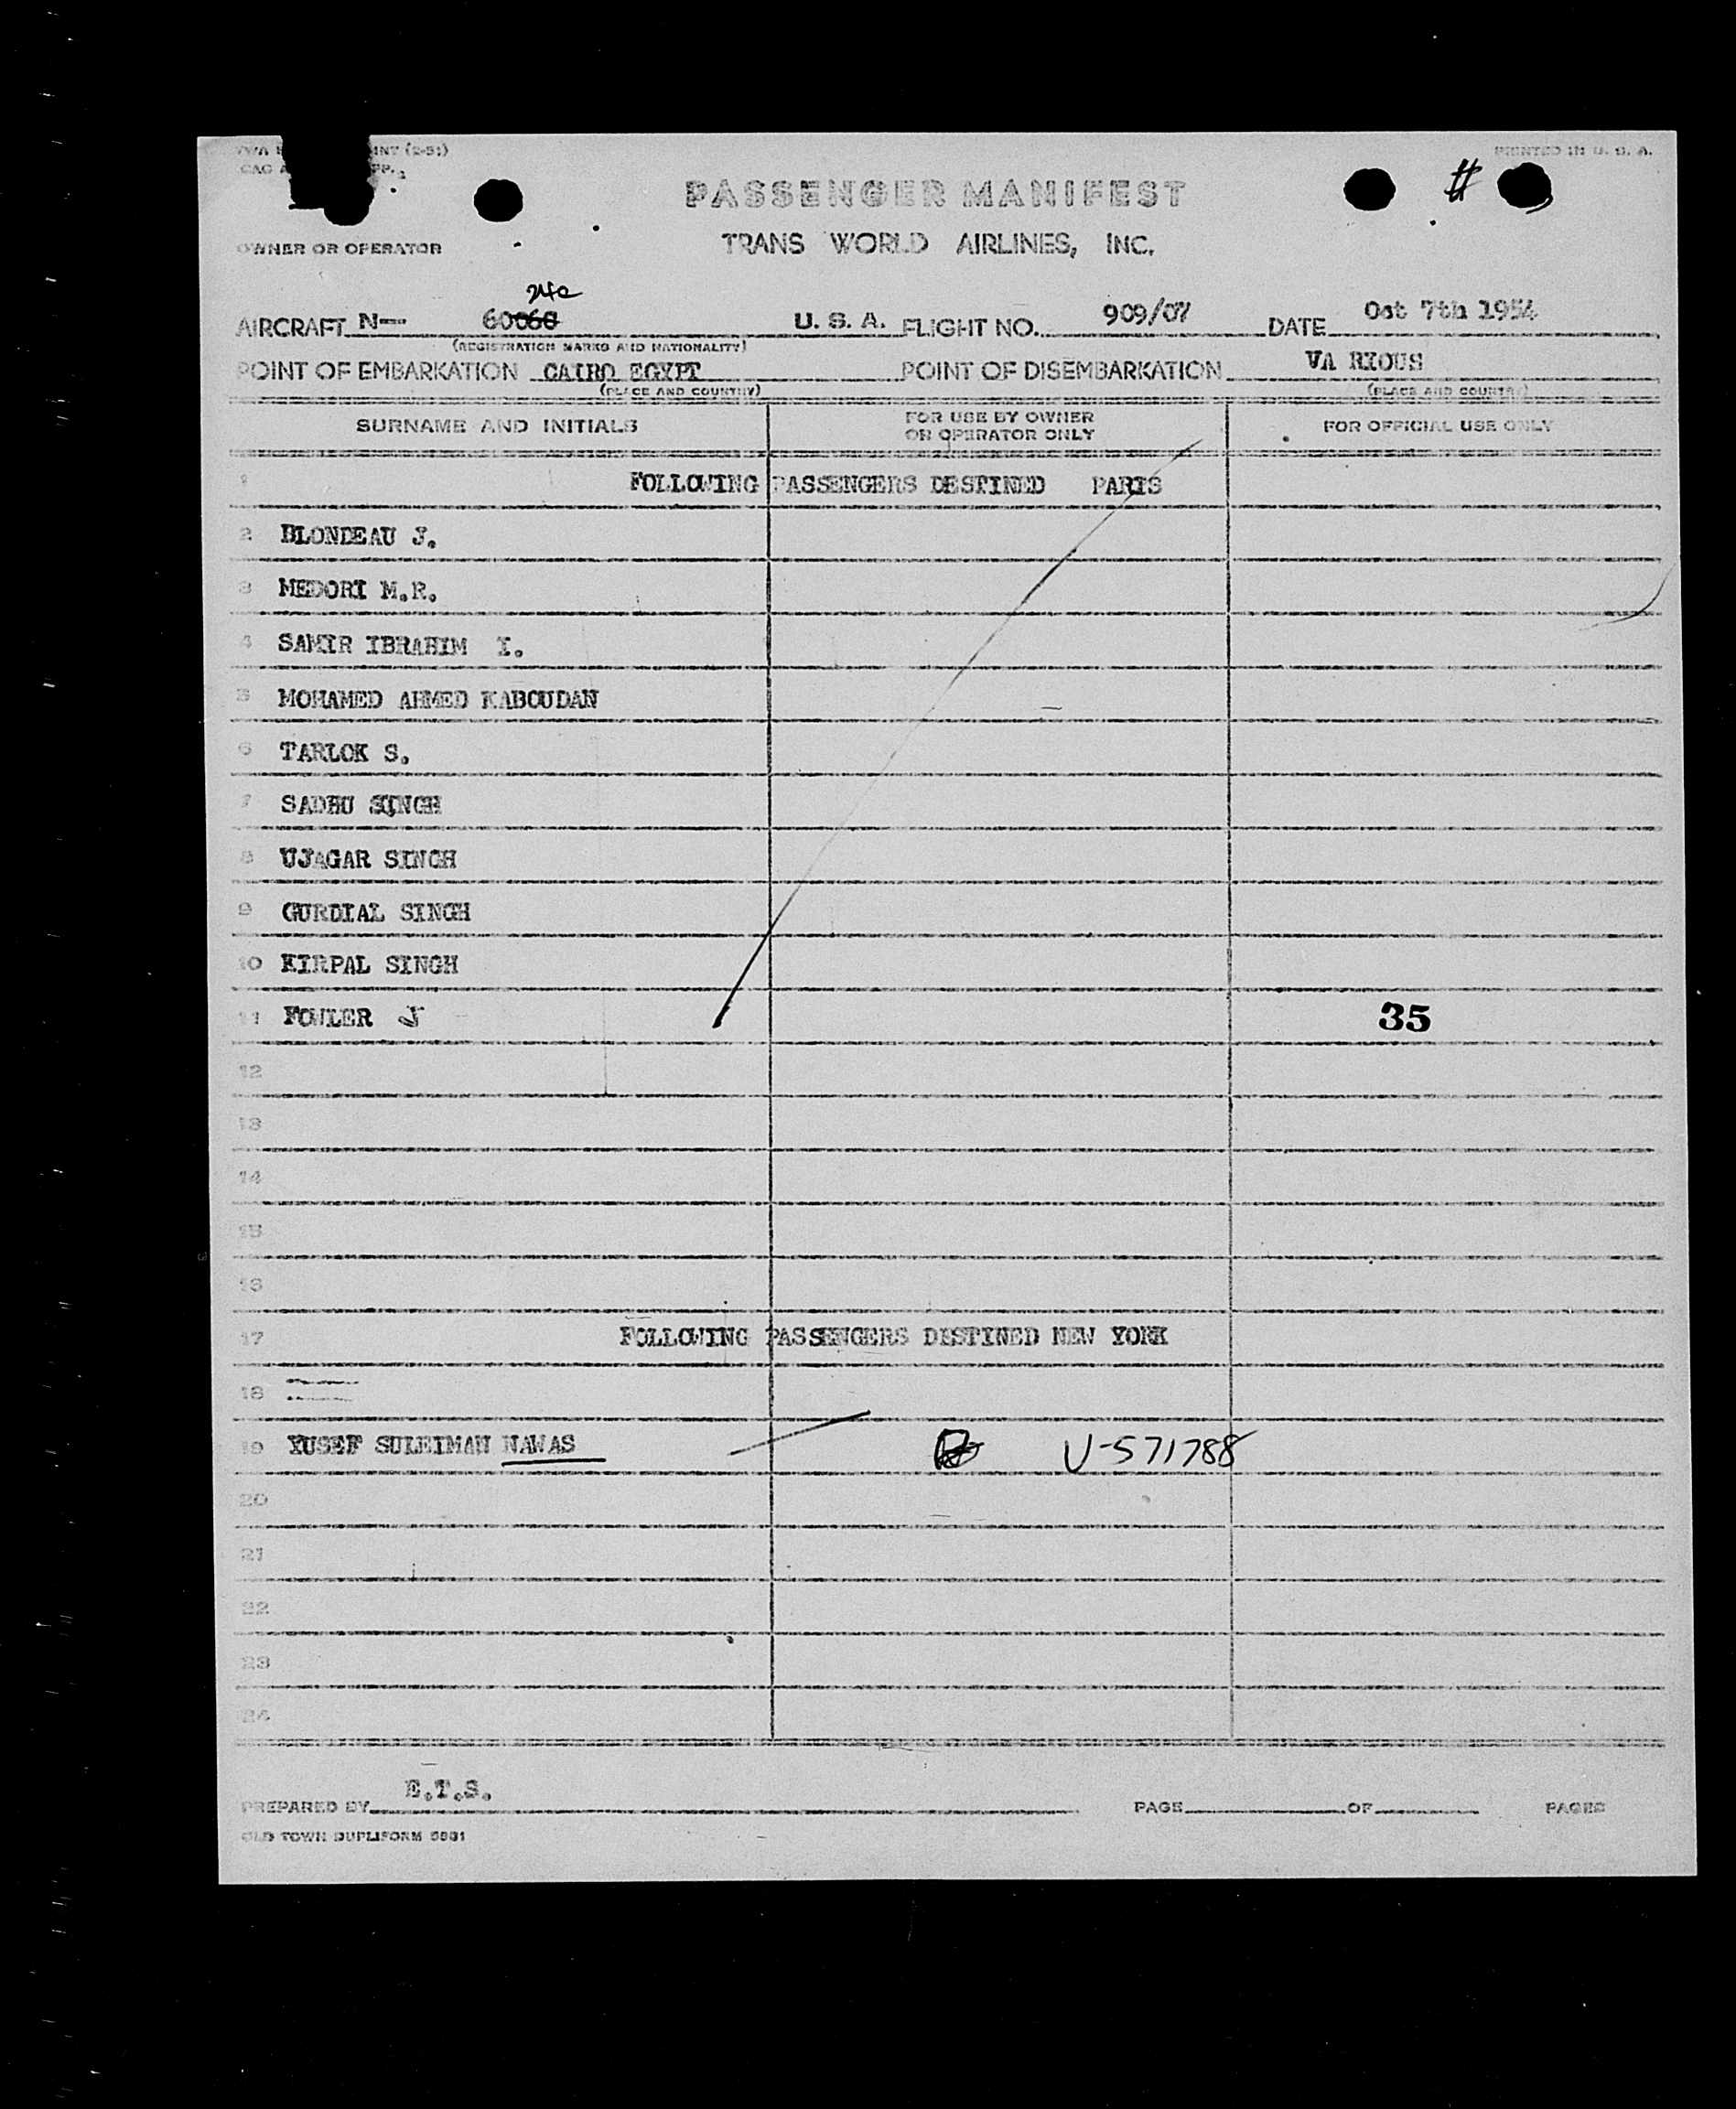 INT (2-51)
PRINTED IN U. S. A.
#
PASSENGER MANIFEST
OWNER OR OPERATOR
TRANS WORLD AIRLINES, INC.
AIRCRAFT N— 60060 U. S. A. FLIGHT NO. 909/07 DATE Oct 7th 1954
(REGISTRATION MARKS AND NATIONALITY)
POINT OF EMBARKATION CAIRO EGYPT POINT OF DISEMBARKATION VA RIOUS
(PLACE AND COUNTRY) (PLACE AND COUNTRY)
SURNAME AND INITIALS FOR USE BY OWNER OR OPERATOR ONLY FOR OFFICIAL USE ONLY
1 FOLLOWING PASSENGERS DESTINED PARIS
2 BLONDEAU J.
3 MEDORI M.R.
4 SAMIR IBRAHIM I.
5 MOHAMED AHMED KABOUDAN
6 TARLOK S.
7 SADHU SINGH
8 UJAGAR SINGH
9 GURDIAL SINGH
10 KIRPAL SINGH
11 FOWLER J 35
12
13
14
15
16
17 FOLLOWING PASSENGERS DESTINED NEW YORK
18
19 YUSEF SULEIMAN NAWAS U-571788
20
21
22
23
24
PREPARED BY E.T.S. PAGE OF PAGES
OLD TOWN DUPLIFORM 5881